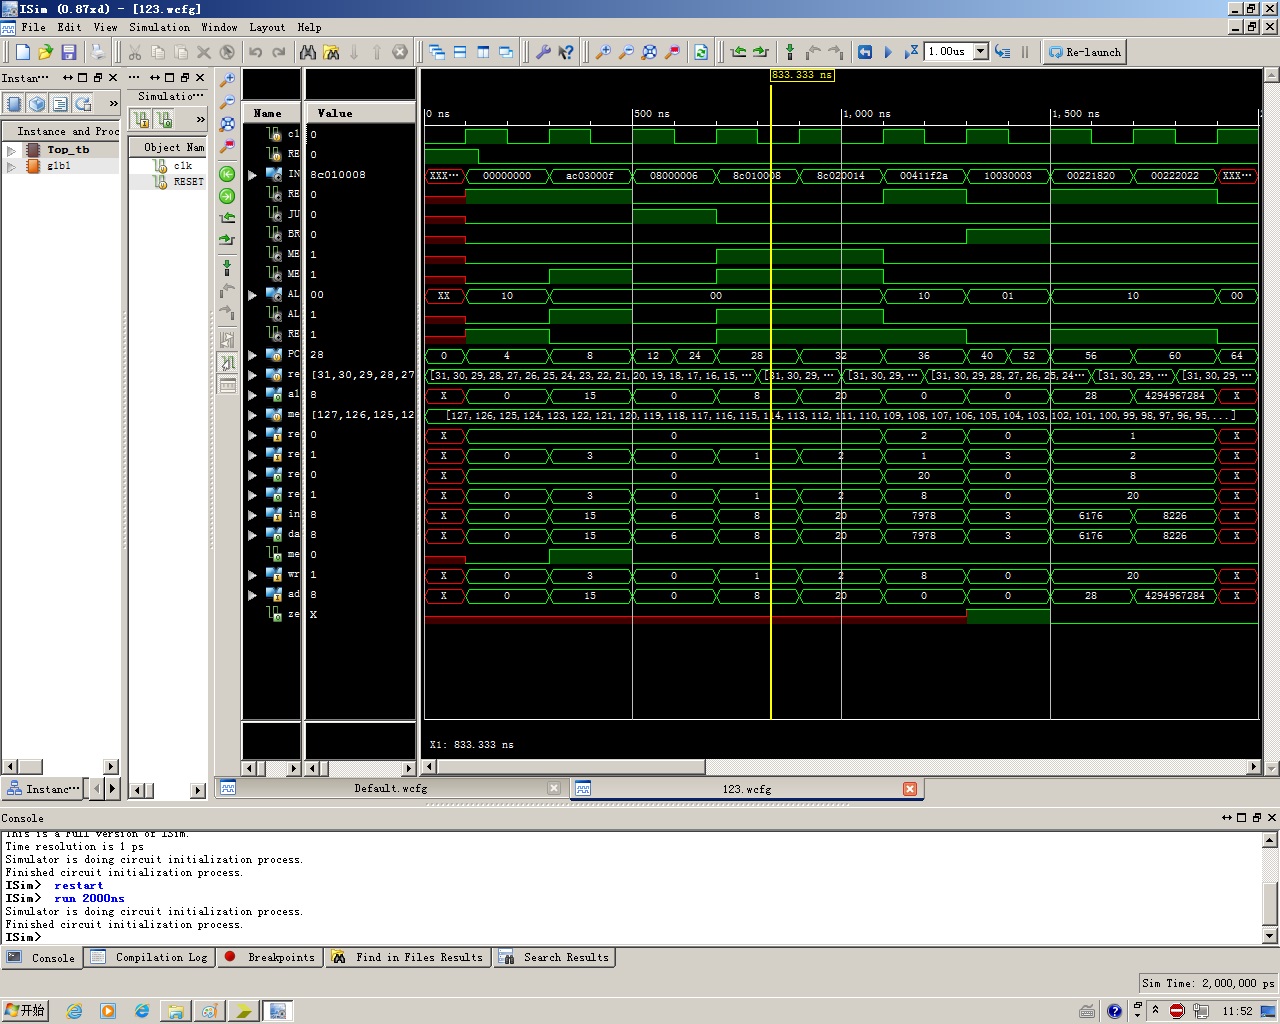 ISim (0.87xd) - [123.wcfg]
File Edit View Simulation Window Layout Help
1.00us
Re-launch
Instan···
Simulatio···
Instance and Proc
Top_tb
glbl
Object Nam
clk
RESET
833.333 ns
Name Value
0 ns 500 ns 1,000 ns 1,500 ns
cl 0
RE 0
IN 8c010008 XXX··· 00000000 ac03000f 08000006 8c010008 8c020014 00411f2a 10030003 00221820 00222022 XXX···
RE 0
JU 0
BR 0
ME 1
ME 1
AL 00 XX 10 00 10 01 10 00
AL 1
RE 1
PC 28 0 4 8 12 24 28 32 36 40 52 56 60 64
re [31,30,29,28,27 [31, 30, 29, 28, 27, 26, 25, 24, 23, 22, 21, 20, 19, 18, 17, 16, 15, ··· [31, 30, 29, ··· [31, 30, 29, ··· [31, 30, 29, 28, 27, 26, 25, 24··· [31, 30, 29, ··· [31, 30, 29, ···
al 8 X 0 15 0 8 20 0 0 28 4294967284 X
me [127,126,125,12 [127, 126, 125, 124, 123, 122, 121, 120, 119, 118, 117, 116, 115, 114, 113, 112, 111, 110, 109, 108, 107, 106, 105, 104, 103, 102, 101, 100, 99, 98, 97, 96, 95, ...]
re 0 X 0 2 0 1 X
re 1 X 0 3 0 1 2 1 3 2 X
re 0 X 0 20 0 8 X
re 1 X 0 3 0 1 2 8 0 20 X
in 8 X 0 15 6 8 20 7978 3 6176 8226 X
da 8 X 0 15 6 8 20 7978 3 6176 8226 X
me 0
wr 1 X 0 3 0 1 2 8 0 20 X
ad 8 X 0 15 0 8 20 0 0 28 4294967284 X
ze X
X1: 833.333 ns
Instanc···
Default.wcfg
123.wcfg
Console
This is a Full version of ISim.
Time resolution is 1 ps
Simulator is doing circuit initialization process.
Finished circuit initialization process.
ISim> restart
ISim> run 2000ns
Simulator is doing circuit initialization process.
Finished circuit initialization process.
ISim>
Console
Compilation Log
Breakpoints
Find in Files Results
Search Results
Sim Time: 2,000,000 ps
开始
11:52